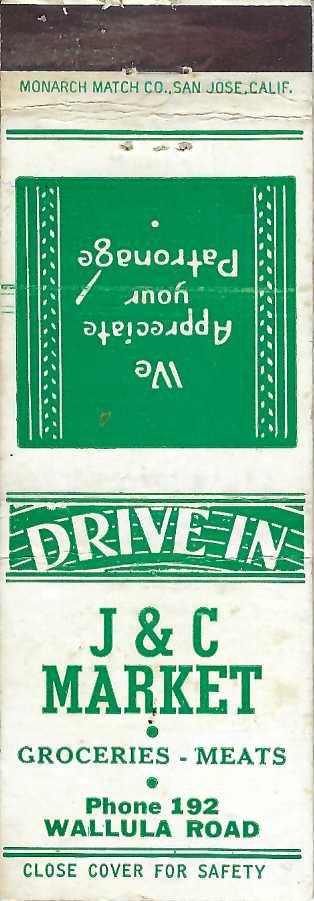 MONARCH MATCH CO., SAN JOSE, CALIF.
We
Appreciate
your
Patronage
DRIVE-IN
J & C
MARKET
GROCERIES - MEATS
Phone 192
WALLULA ROAD
CLOSE COVER FOR SAFETY